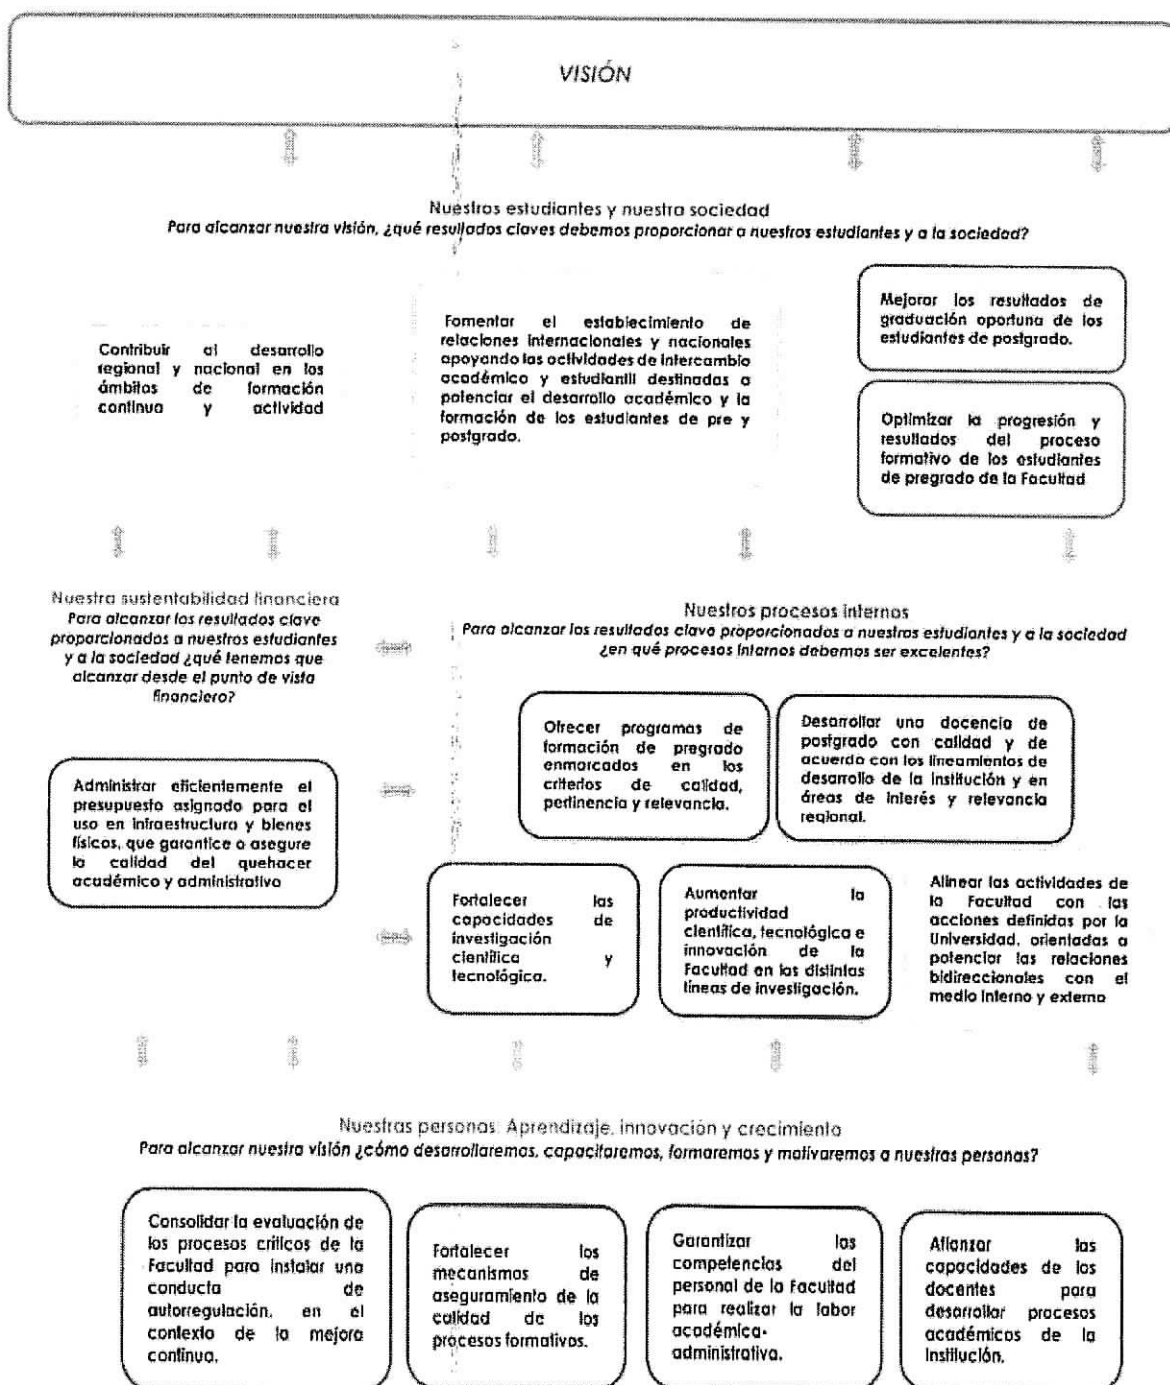 VISIÓN
Nuestros estudiantes y nuestra sociedad
Para alcanzar nuestra visión, ¿qué resultados claves debemos proporcionar a nuestros estudiantes y a la sociedad?
Contribuir al desarrollo
regional y nacional en los
ámbitos de formación
continua y actividad
Fomentar el establecimiento de
relaciones internacionales y nacionales
apoyando las actividades de intercambio
académico y estudiantil destinados a
potenciar el desarrollo académico y la
formación de los estudiantes de pre y
postgrado.
Mejorar los resultados de
graduación oportuna de los
estudiantes de postgrado.
Optimizar la progresión y
resultados del proceso
formativo de los estudiantes
de pregrado de la Facultad
Nuestra sustentabilidad financiera
Para alcanzar los resultados clave
proporcionados a nuestros estudiantes
y a la sociedad ¿qué tenemos que
alcanzar desde el punto de vista
financiero?
Administrar eficientemente el
presupuesto asignado para el
uso en infraestructura y bienes
físicos, que garantice o asegure
la calidad del quehacer
académico y administrativo
Nuestros procesos internos
Para alcanzar los resultados clave proporcionados a nuestros estudiantes y a la sociedad
¿en qué procesos internos debemos ser excelentes?
Ofrecer programas de
formación de pregrado
enmarcados en los
criterios de calidad,
pertinencia y relevancia.
Desarrollar una docencia de
postgrado con calidad y de
acuerdo con los lineamientos de
desarrollo de la institución y en
áreas de interés y relevancia
regional.
Fortalecer las
capacidades de
investigación
científica y
tecnológica.
Aumentar la
productividad
científica, tecnológica e
innovación de la
Facultad en las distintas
líneas de investigación.
Alinear las actividades de
la Facultad con las
acciones definidas por la
Universidad, orientadas a
potenciar las relaciones
bidireccionales con el
medio interno y externo
Nuestras personas: Aprendizaje, innovación y crecimiento
Para alcanzar nuestra visión ¿cómo desarrollaremos, capacitaremos, formaremos y motivaremos a nuestras personas?
Consolidar la evaluación de
los procesos críticos de la
Facultad para instalar una
conducta de
autorregulación, en el
contexto de la mejora
continua.
Fortalecer los
mecanismos de
aseguramiento de la
calidad de los
procesos formativos.
Garantizar las
competencias del
personal de la Facultad
para realizar la labor
académica-
administrativa.
Afianzar las
capacidades de los
docentes para
desarrollar procesos
académicos de la
Institución.